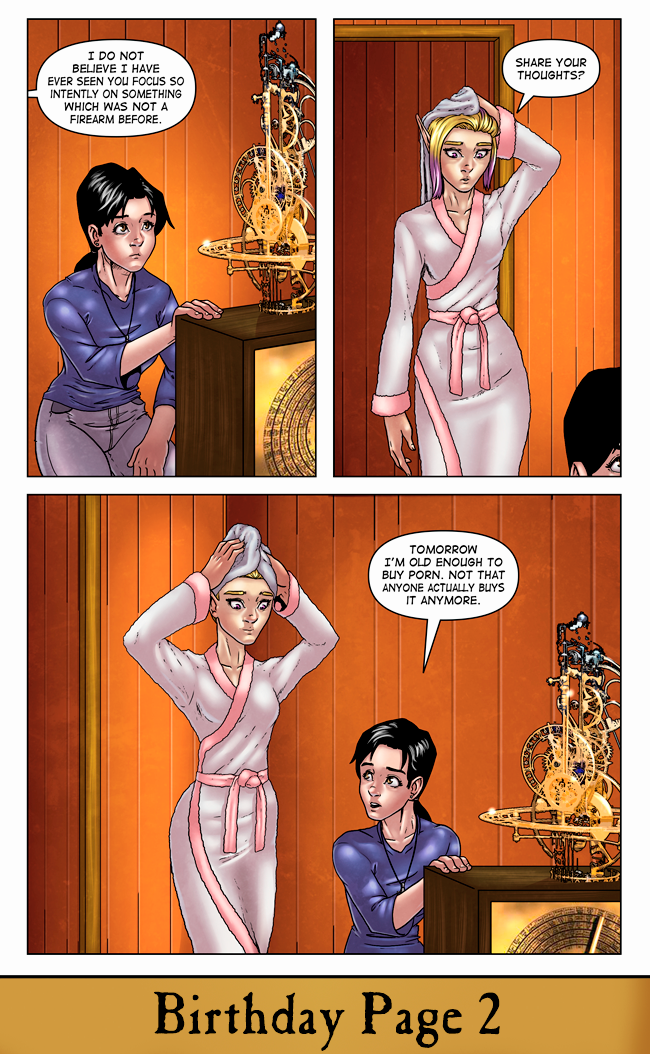 I DO NOT
BELIEVE I HAVE
EVER SEEN YOU FOCUS SO
INTENTLY ON SOMETHING
WHICH WAS NOT A
FIREARM BEFORE.
SHARE YOUR
THOUGHTS?
TOMORROW
I'M OLD ENOUGH TO
BUY PORN. NOT THAT
ANYONE ACTUALLY BUYS
IT ANYMORE.
Birthday Page 2